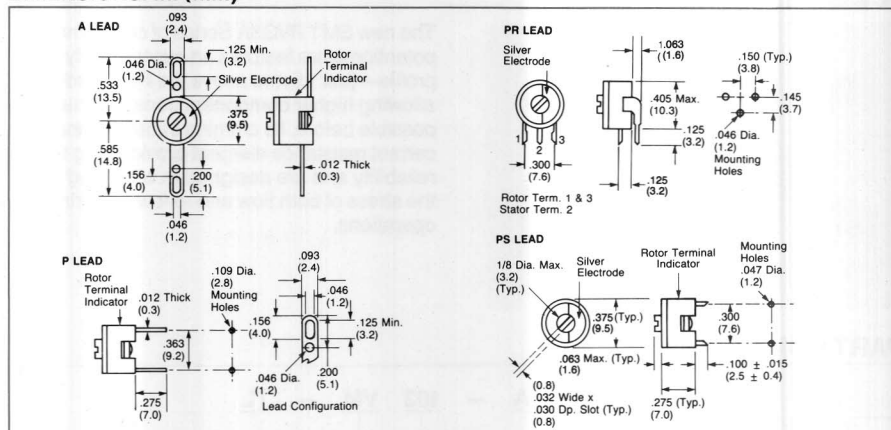 A LEAD
.093
(2.4)
.125 Min.
(3.2)
.046 Dia.
(1.2)
Rotor
Terminal
Indicator
Silver Electrode
.533
(13.5)
.375
(9.5)
.585
(14.8)
.156
(4.0)
.200
(5.1)
.012 Thick
(0.3)
.046
(1.2)
PR LEAD
Silver
Electrode
1.063
(1.6)
.150 (Typ.)
(3.8)
.405 Max.
(10.3)
.145
(3.7)
.125
(3.2)
.046 Dia.
(1.2)
Mounting
Holes
1 2 3
.300
(7.6)
.125
(3.2)
Rotor Term. 1 & 3
Stator Term. 2
P LEAD
Rotor
Terminal
Indicator
.012 Thick
(0.3)
.109 Dia.
(2.8)
Mounting
Holes
.363
(9.2)
.275
(7.0)
.093
(2.4)
.046
(1.2)
.156
(4.0)
.125 Min.
(3.2)
.046 Dia.
(1.2)
.200
(5.1)
Lead Configuration
PS LEAD
1/8 Dia. Max.
(3.2)
(Typ.)
Silver
Electrode
Rotor Terminal
Indicator
Mounting
Holes
.047 Dia.
(1.2)
.375 (Typ.)
(9.5)
.300
(7.6)
.063 Max. (Typ.)
(1.6)
.100 ± .015
(2.5 ± 0.4)
(0.8)
.032 Wide x
.030 Dp. Slot (Typ.)
(0.8)
.275 (Typ.)
(7.0)